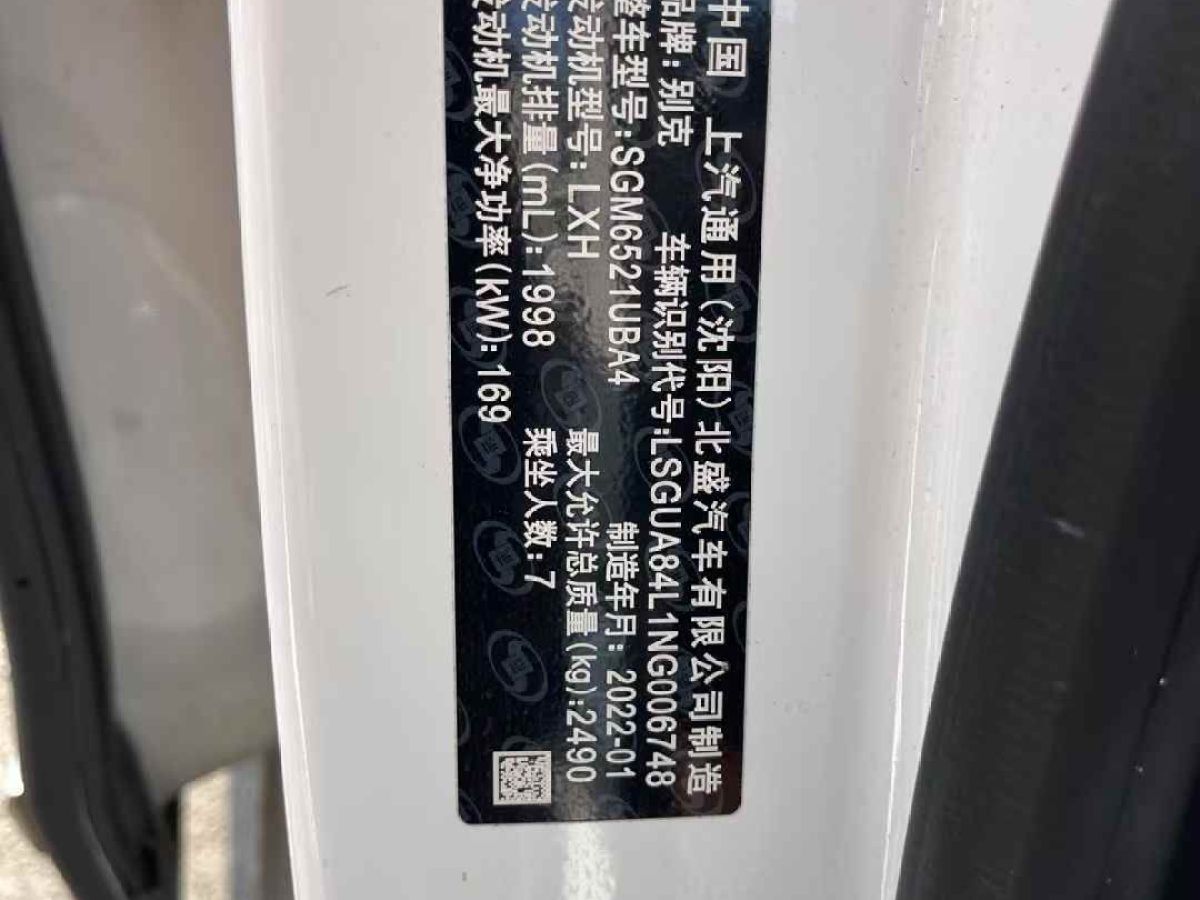 中国 上汽通用(沈阳)北盛汽车有限公司制造
品牌:别克 车辆识别代号:LSGUA84L1NG006748
整车型号:SGM6521UBA4 制造年月:2022-01
发动机型号:LXH 最大允许总质量(kg):2490
发动机排量(mL):1998 乘坐人数:7
发动机最大净功率(kW):169